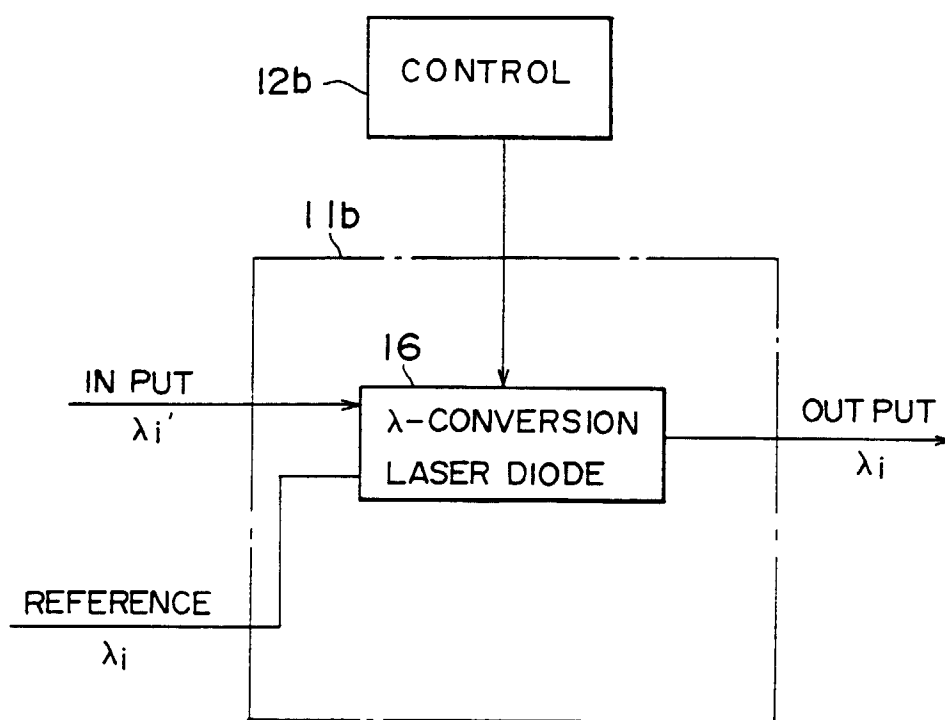 CONTROL
12b
11b
16
IN PUT
λi'
λ-CONVERSION
LASER DIODE
OUT PUT
λi
REFERENCE
λi